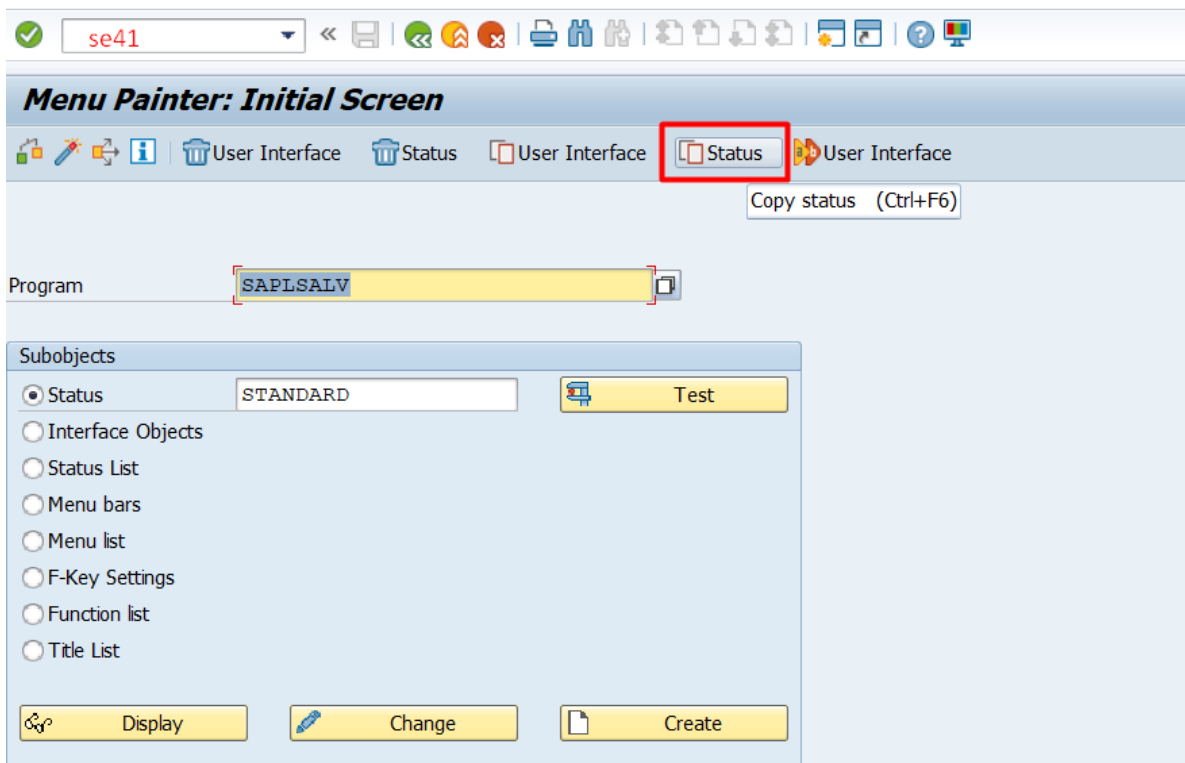 se41
Menu Painter: Initial Screen
User Interface Status User Interface Status User Interface
Copy status (Ctrl+F6)
Program SAPLSALV
Subobjects
Status STANDARD Test
Interface Objects
Status List
Menu bars
Menu list
F-Key Settings
Function list
Title List
Display Change Create